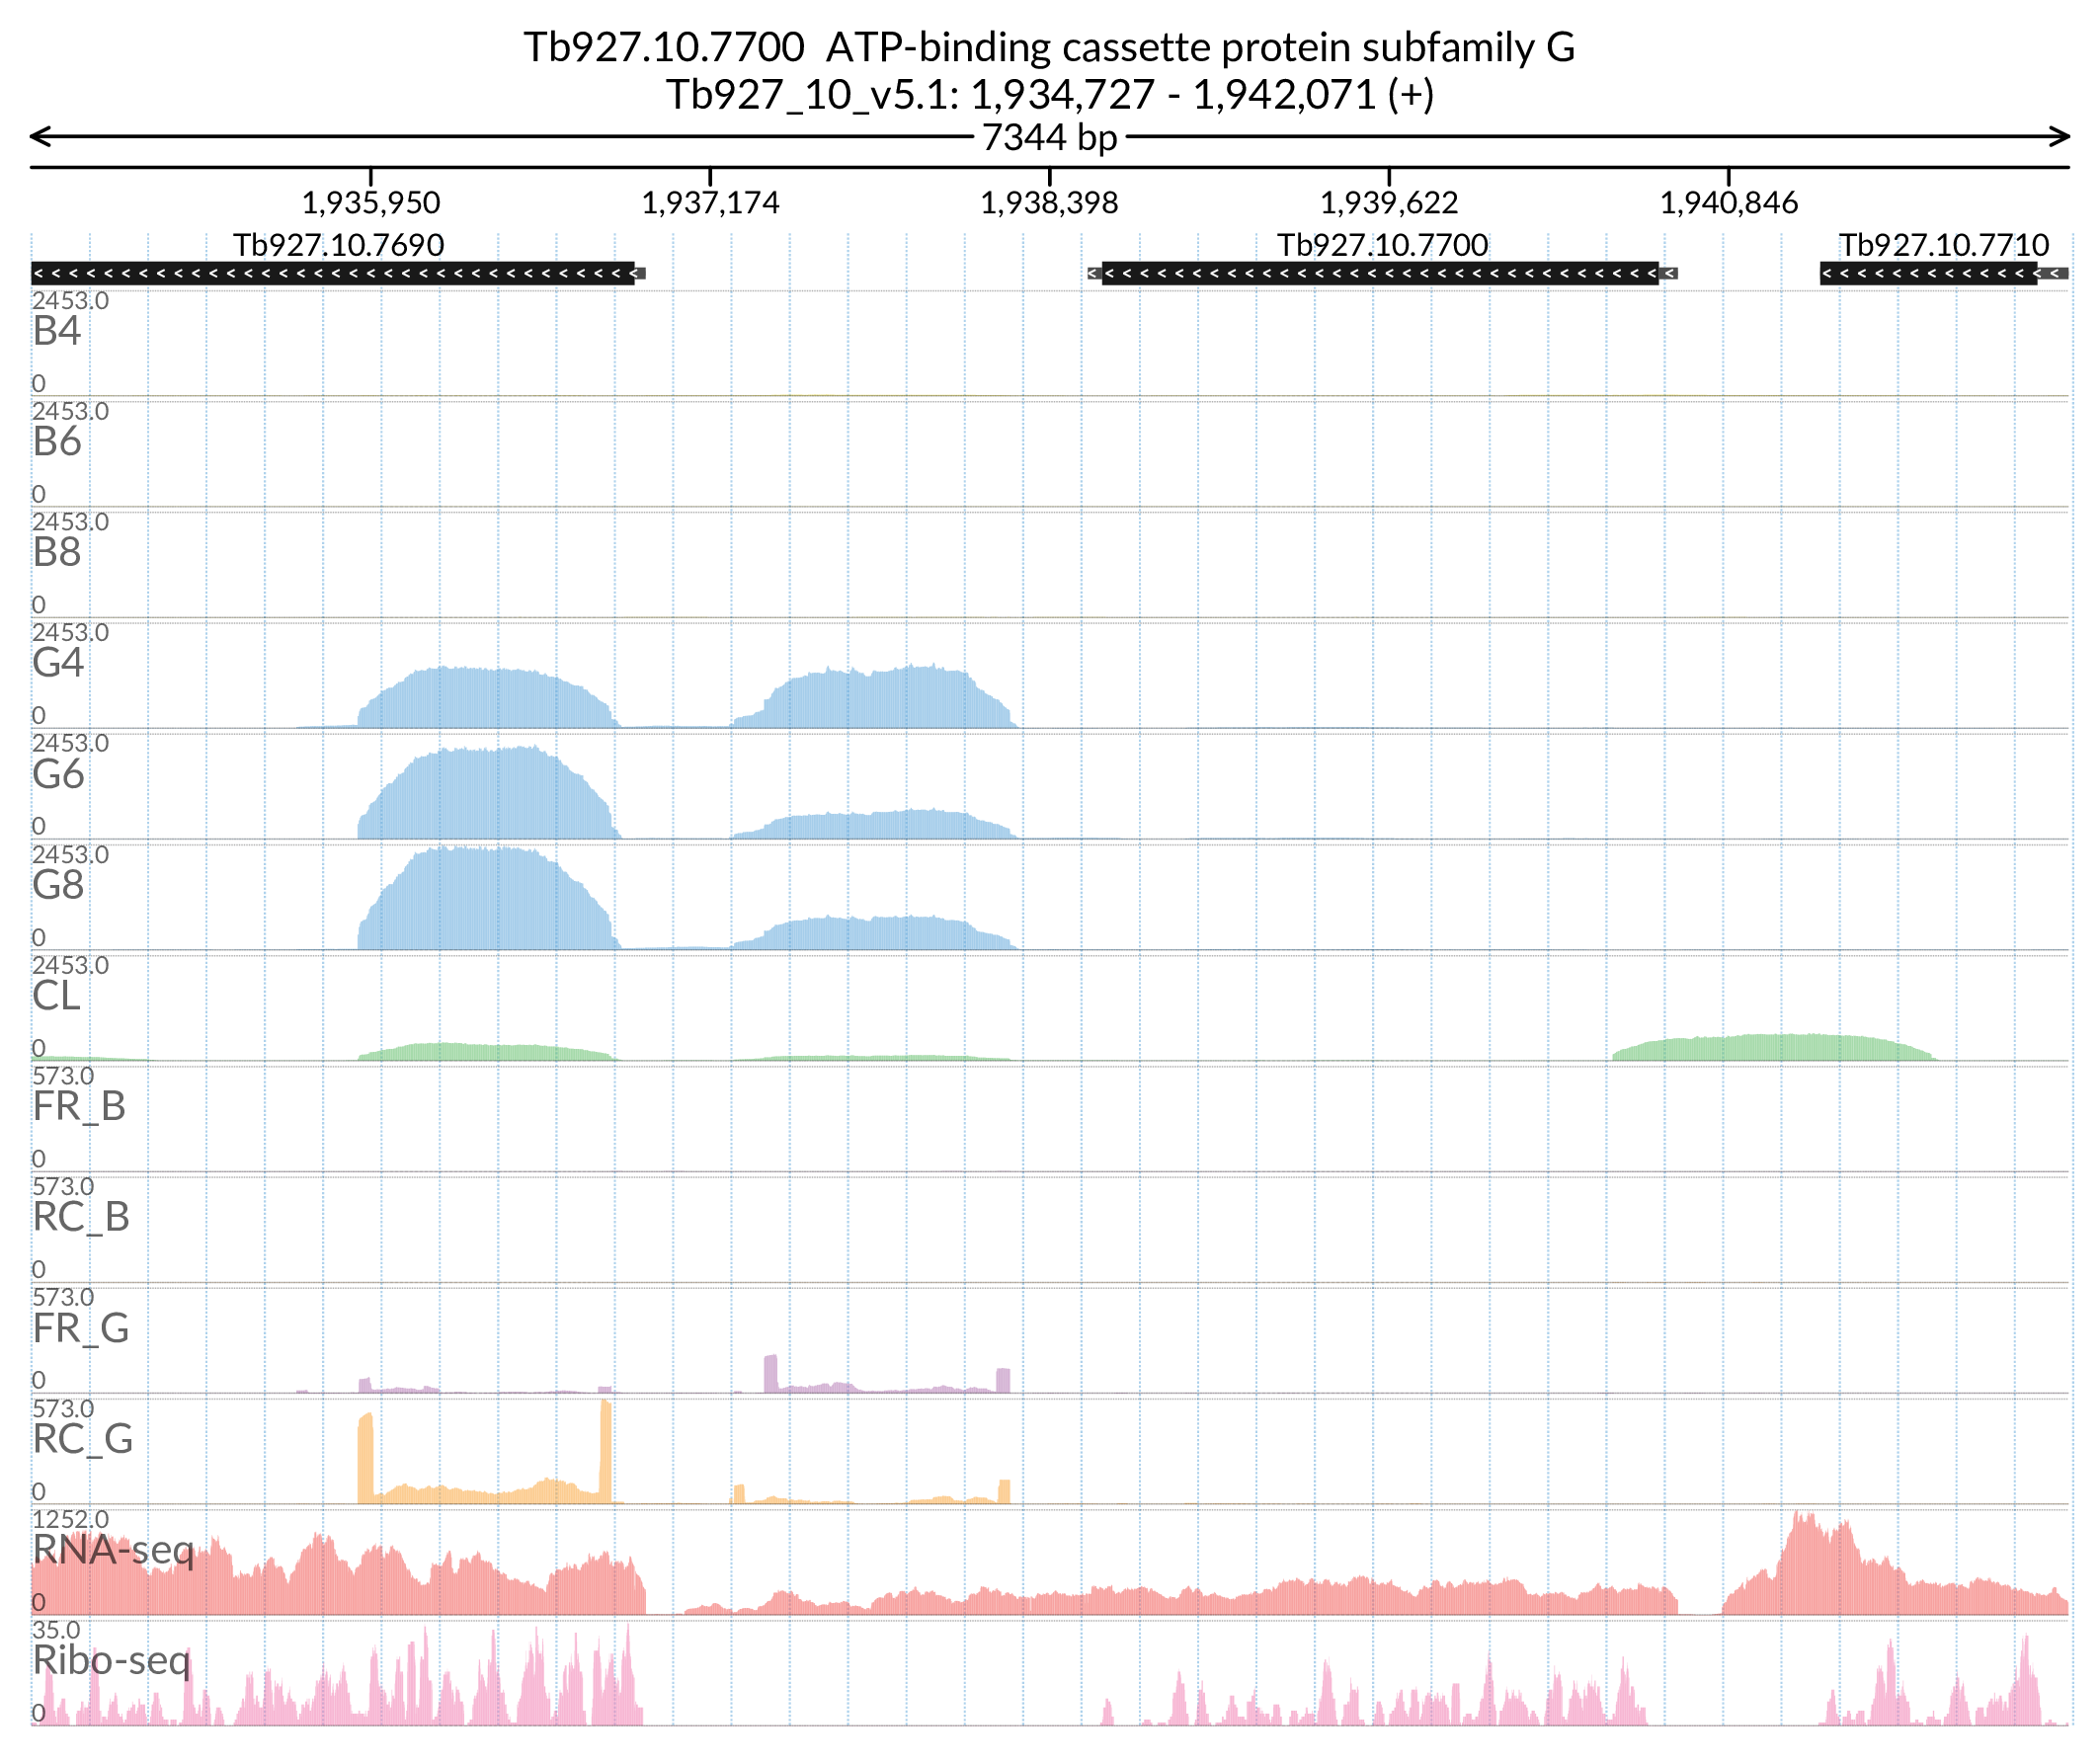 Tb927.10.7700 ATP-binding cassette protein subfamily G
Tb927_10_v5.1: 1,934,727 - 1,942,071 (+)
7344 bp
1,935,950 1,937,174 1,938,398 1,939,622 1,940,846
Tb927.10.7690 Tb927.10.7700 Tb927.10.7710
2453.0
B4
0
2453.0
B6
0
2453.0
B8
0
2453.0
G4
0
2453.0
G6
0
2453.0
G8
0
2453.0
CL
0
573.0
FR_B
0
573.0
RC_B
0
573.0
FR_G
0
573.0
RC_G
0
1252.0
RNA-seq
0
35.0
Ribo-seq
0